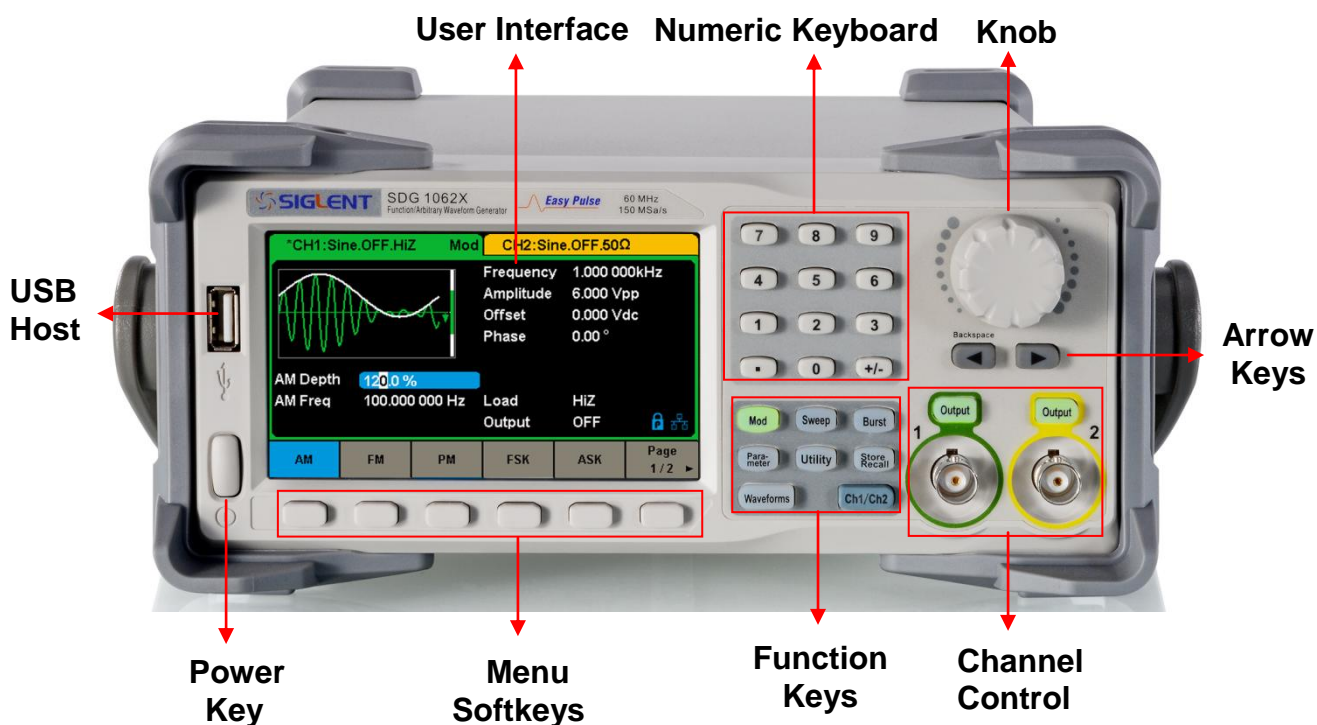 User Interface
Numeric Keyboard
Knob
SIGLENT
SDG 1062X
Function/Arbitrary Waveform Generator
Easy Pulse
60 MHz
150 MSa/s
*CH1:Sine.OFF.HiZ Mod
CH2:Sine.OFF.50Ω
Frequency 1.000 000kHz
Amplitude 6.000 Vpp
Offset 0.000 Vdc
Phase 0.00 °
AM Depth 120.0 %
AM Freq 100.000 000 Hz
Load HiZ
Output OFF
AM
FM
PM
FSK
ASK
Page
1 / 2 ►
7 8 9
4 5 6
1 2 3
. 0 +/-
Backspace
Mod
Sweep
Burst
Para-
meter
Utility
Store
Recall
Waveforms
Ch1/Ch2
Output
Output
1
2
USB
Host
Arrow
Keys
Power
Key
Menu
Softkeys
Function
Keys
Channel
Control